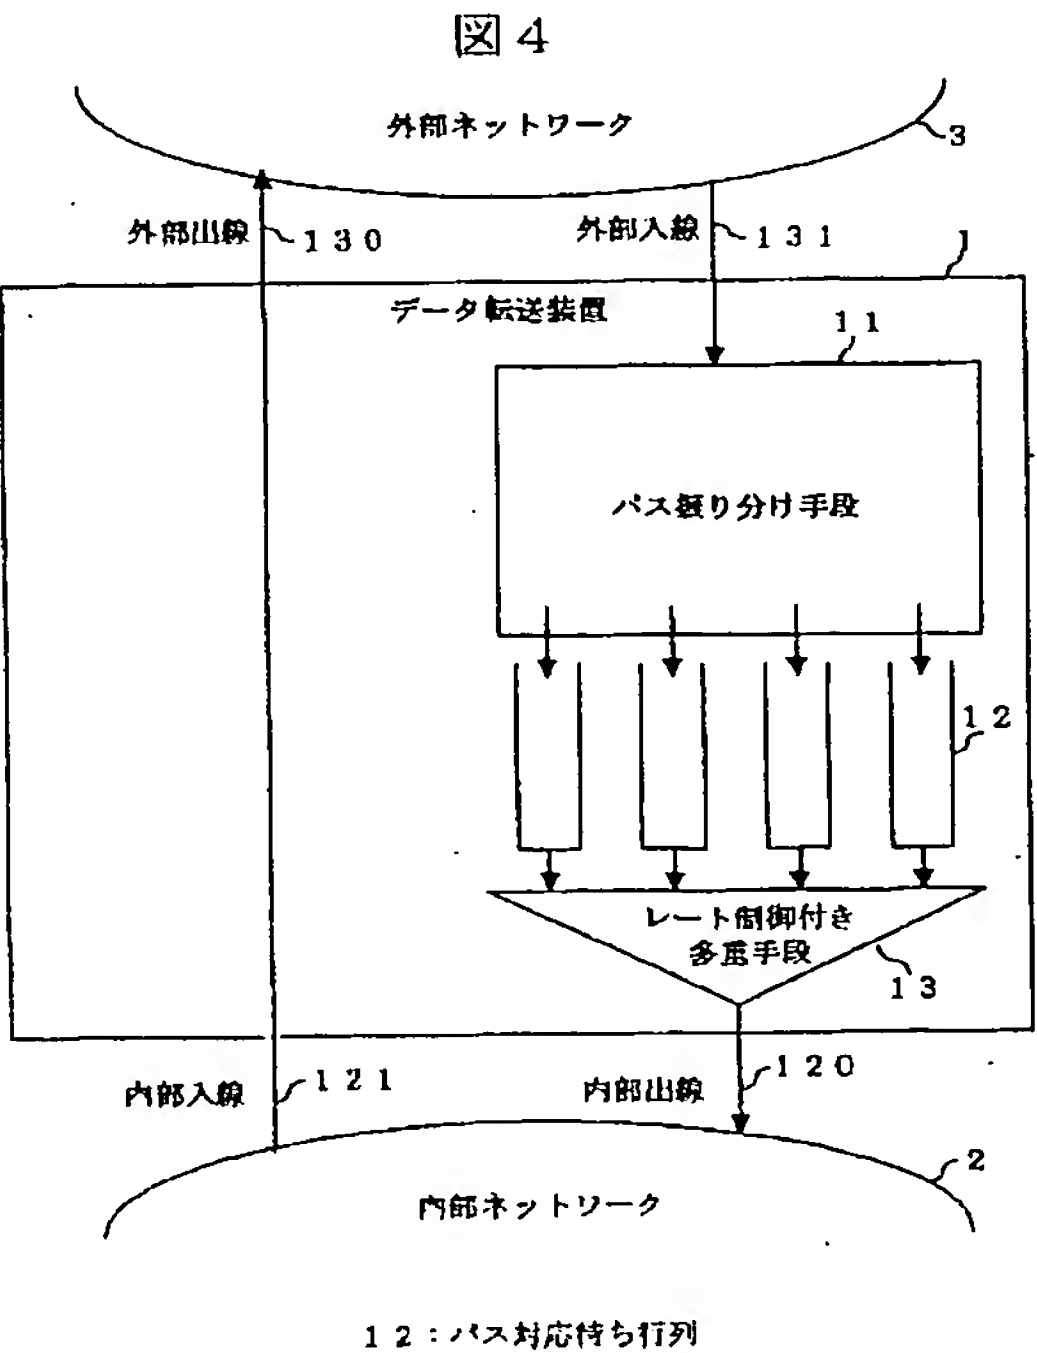 図4
外部ネットワーク
3
外部出線
130
外部入線
131
1
データ転送装置
11
パス振り分け手段
12
レート制御付き
多重手段
13
内部入線
121
内部出線
120
2
内部ネットワーク
12:パス対応待ち行列